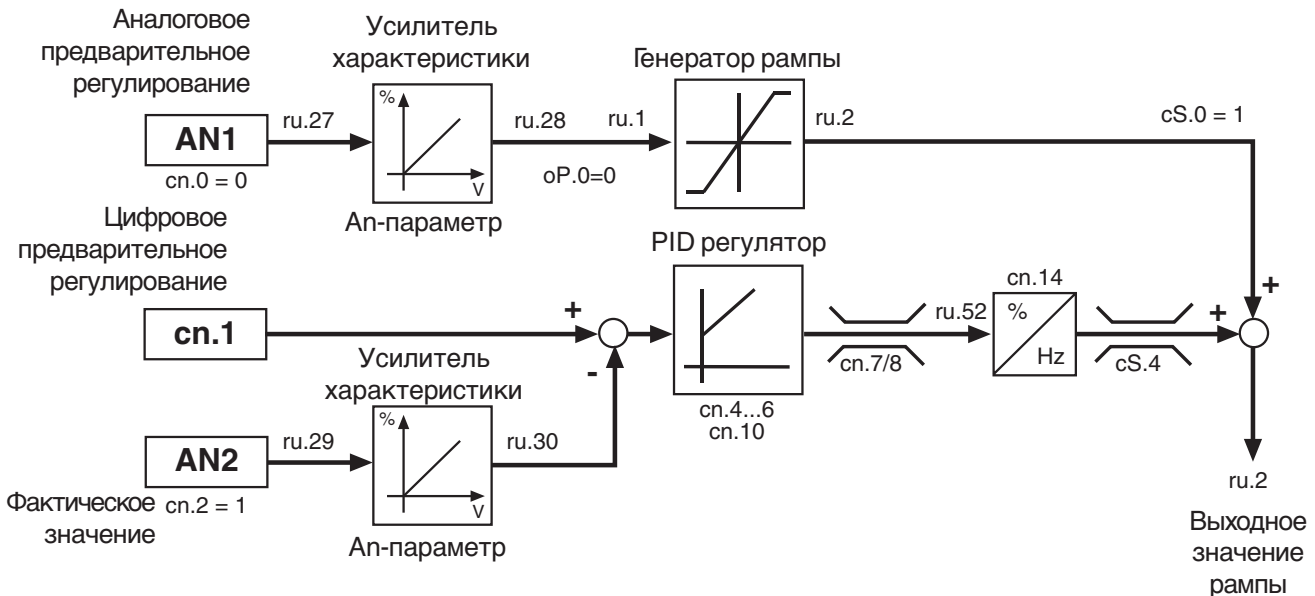 Аналоговое
предварительное
регулирование
AN1
cn.0 = 0
ru.27
Усилитель
характеристики
%
V
An-параметр
ru.28
oP.0=0
ru.1
Генератор рампы
ru.2
cS.0 = 1
+
Цифровое
предварительное
регулирование
cn.1
+
-
PID регулятор
cn.4...6
cn.10
cn.7/8
ru.52
cn.14
%
Hz
cS.4
+
AN2
cn.2 = 1
Фактическое
значение
ru.29
Усилитель
характеристики
%
V
An-параметр
ru.30
ru.2
Выходное
значение
рампы